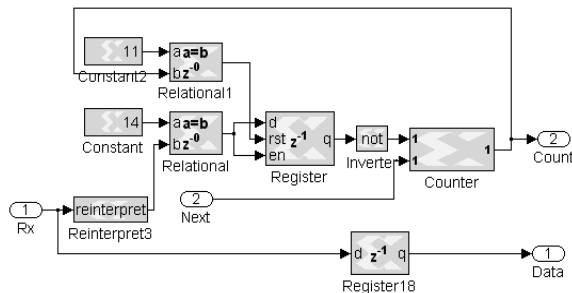 11
a a=b
b z-0
Constant2
Relational1
14
a a=b
b z-0
Constant
Relational
d
rst z-1 q
en
Register
not
Inverter
1
1
1
Counter
2
Count
1
Rx
reinterpret
Reinterpret3
2
Next
d z-1 q
Register18
1
Data